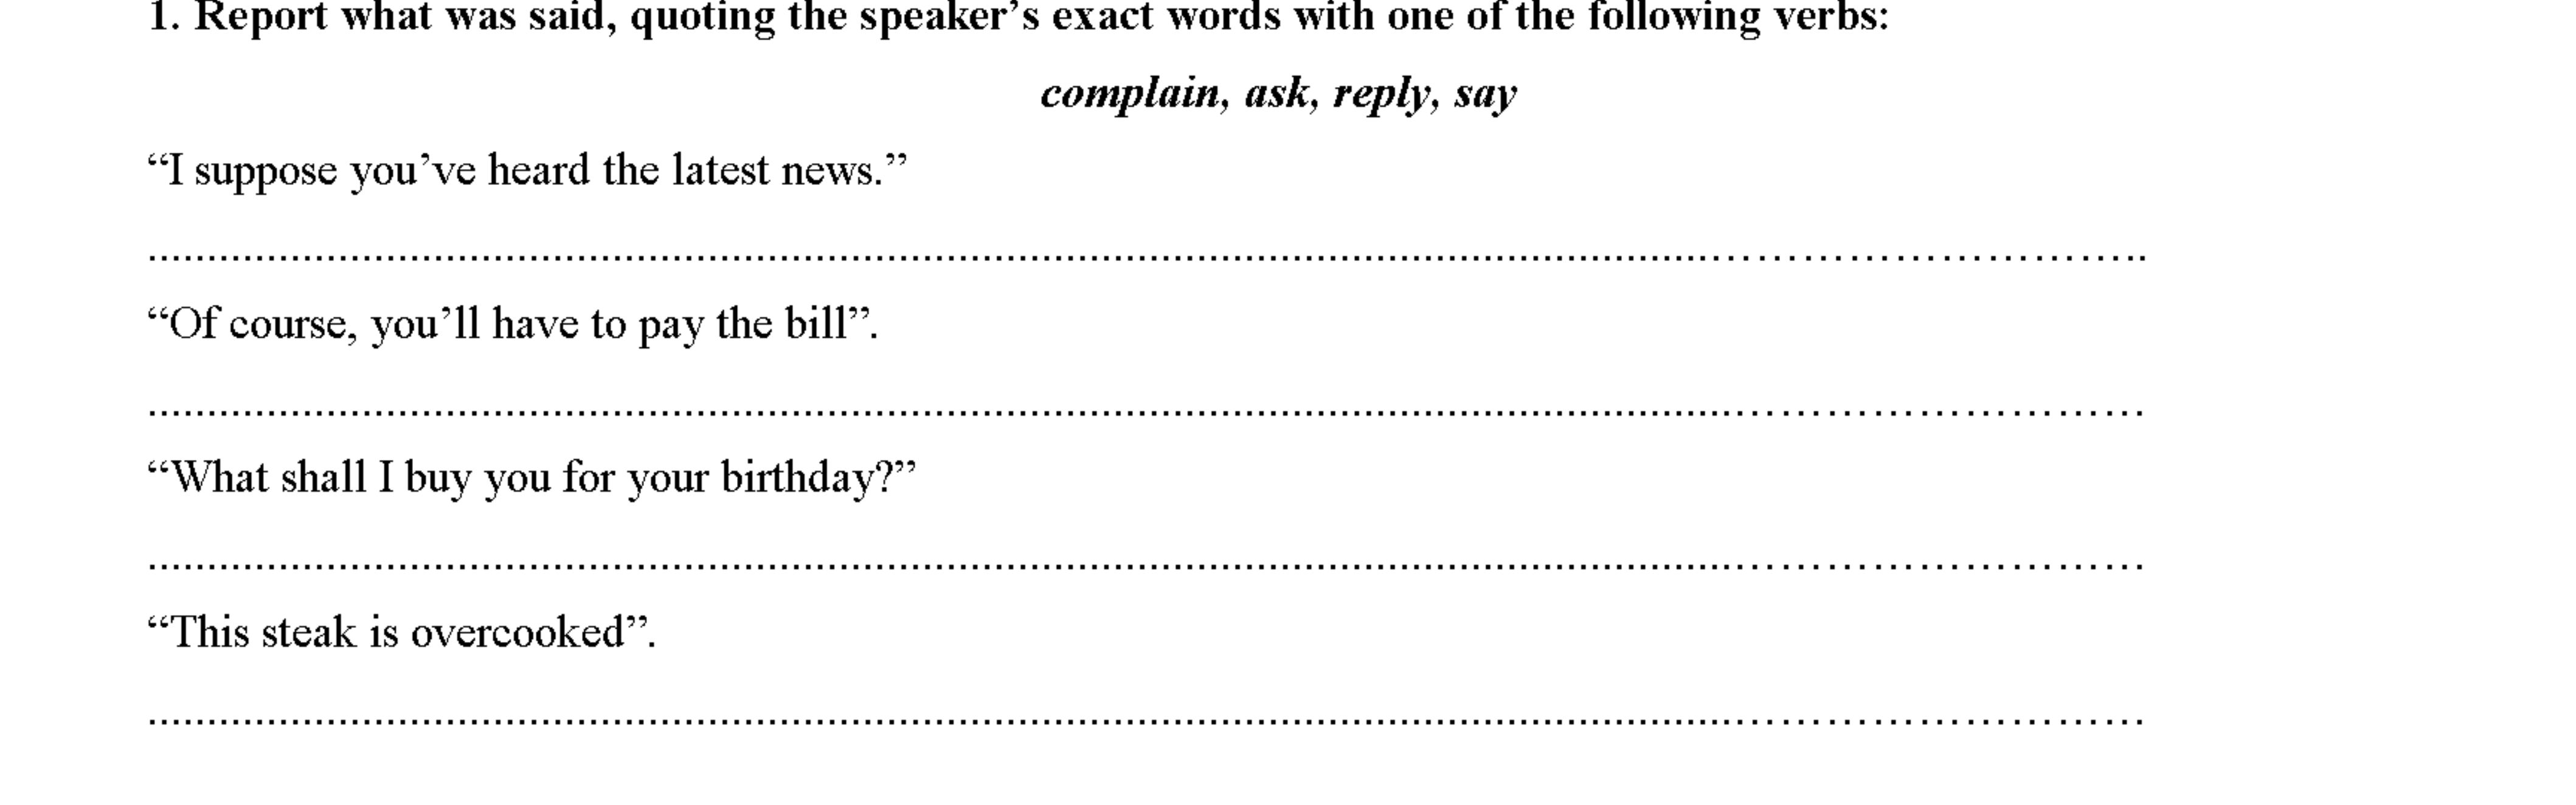 1. Report what was said, quoting the speaker’s exact words with one of the following verbs:
complain, ask, reply, say
“I suppose you’ve heard the latest news.”
..........................................................................................................................................................................
“Of course, you’ll have to pay the bill”.
..........................................................................................................................................................................
“What shall I buy you for your birthday?”
..........................................................................................................................................................................
“This steak is overcooked”.
..........................................................................................................................................................................